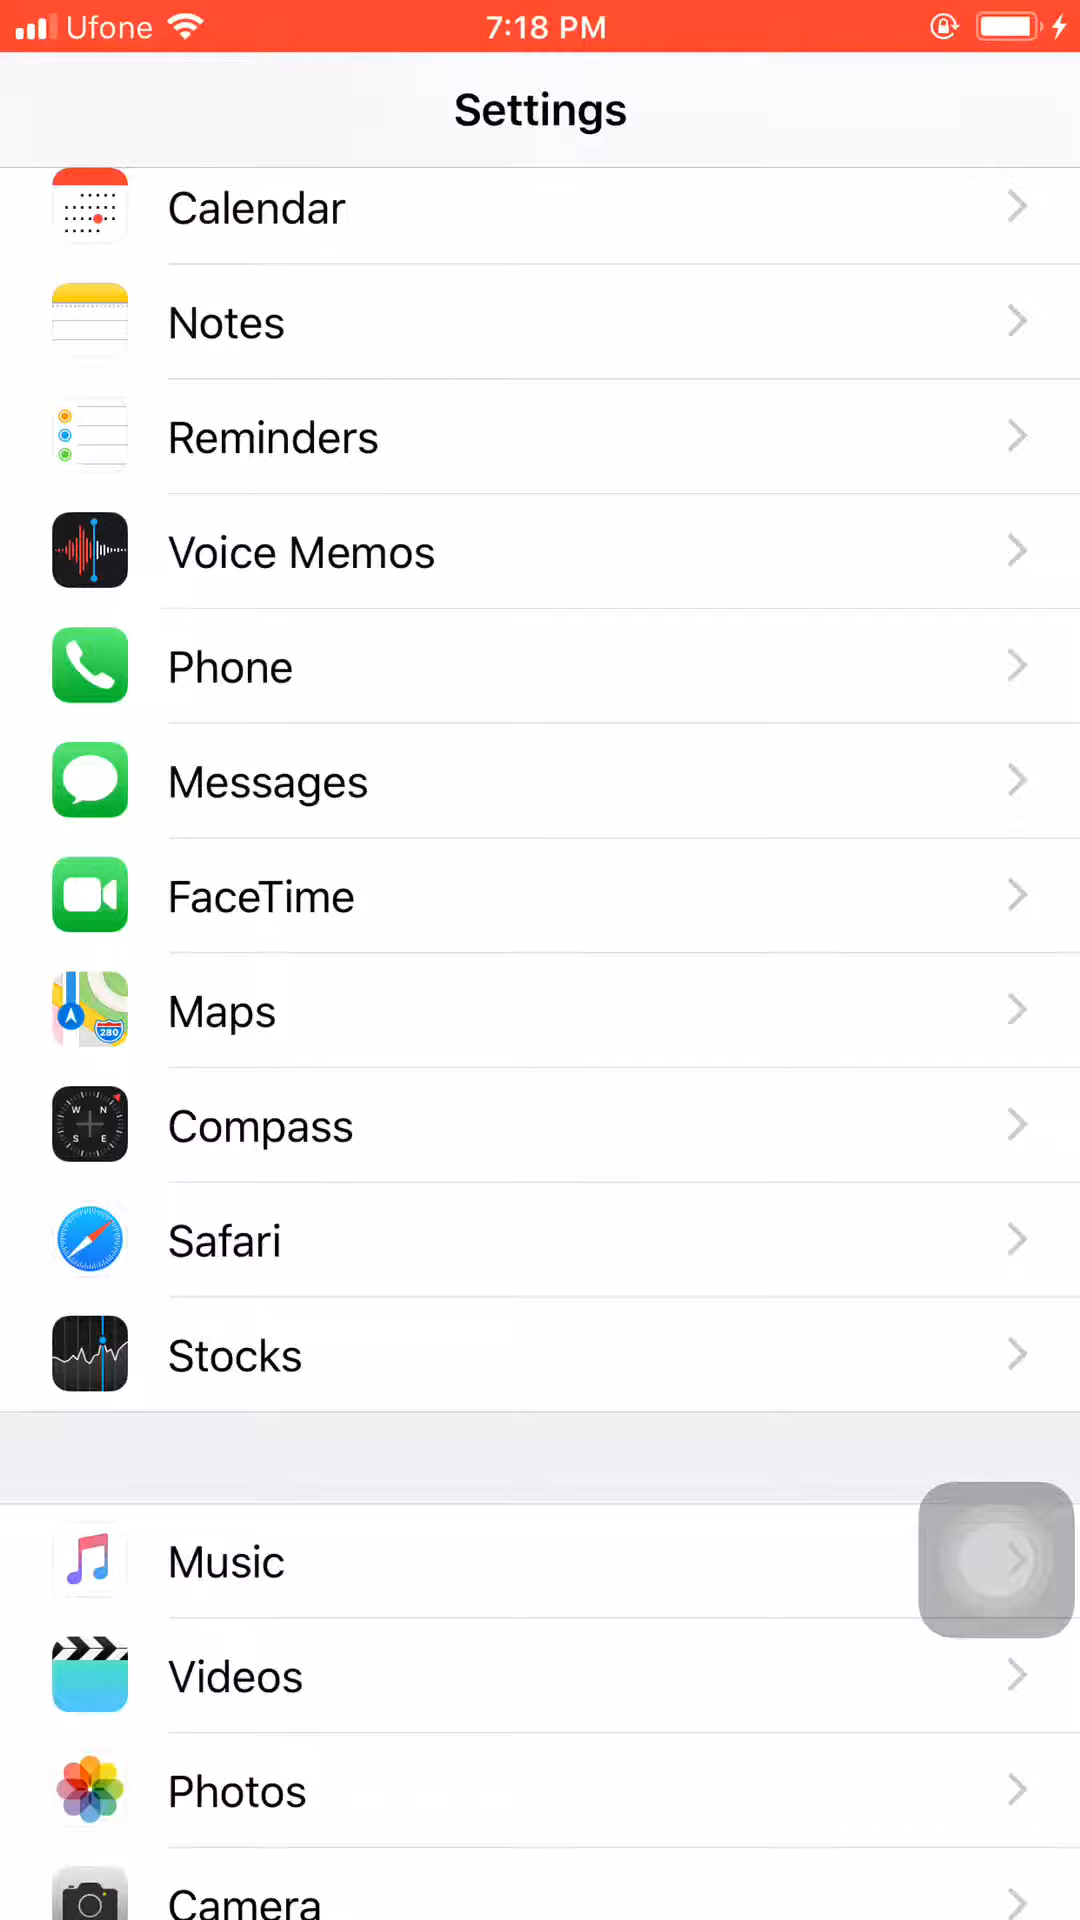 Ufone 7:18 PM
Settings
Calendar
Notes
Reminders
Voice Memos
Phone
Messages
FaceTime
Maps
280
Compass
W N
S E
Safari
Stocks
Music
Videos
Photos
Camera